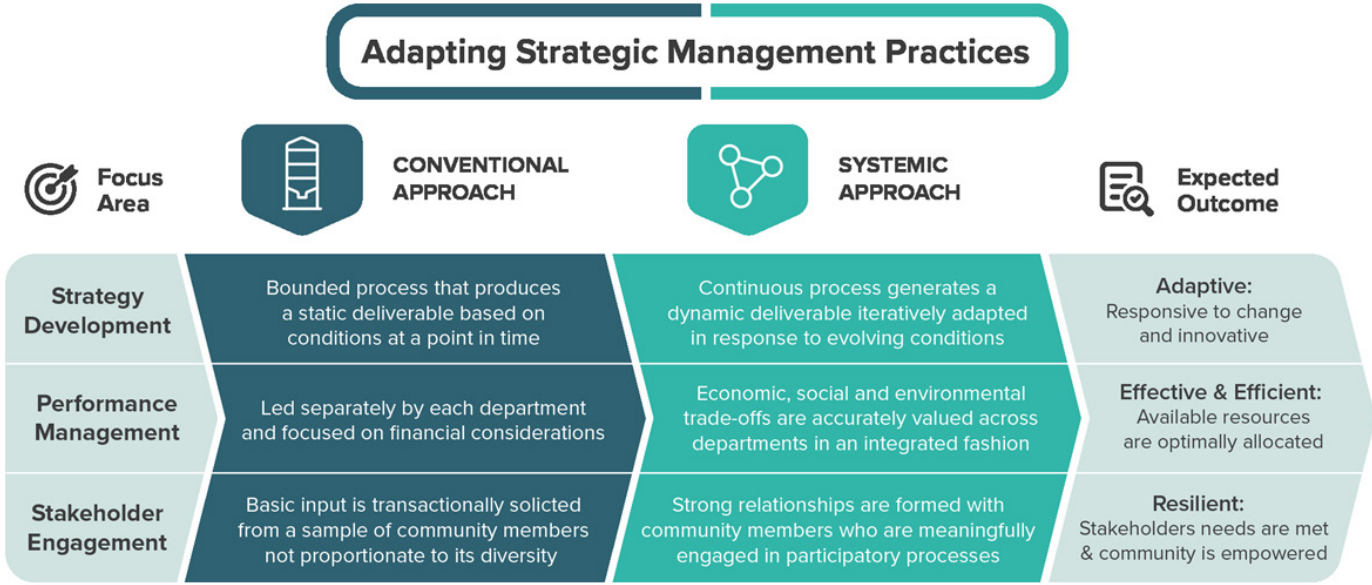 Adapting Strategic Management Practices
Focus
Area
CONVENTIONAL
APPROACH
SYSTEMIC
APPROACH
Expected
Outcome
Strategy
Development
Bounded process that produces
a static deliverable based on
conditions at a point in time
Continuous process generates a
dynamic deliverable iteratively adapted
in response to evolving conditions
Adaptive:
Responsive to change
and innovative
Performance
Management
Led separately by each department
and focused on financial considerations
Economic, social and environmental
trade-offs are accurately valued across
departments in an integrated fashion
Effective & Efficient:
Available resources
are optimally allocated
Stakeholder
Engagement
Basic input is transactionally solicted
from a sample of community members
not proportionate to its diversity
Strong relationships are formed with
community members who are meaningfully
engaged in participatory processes
Resilient:
Stakeholders needs are met
& community is empowered